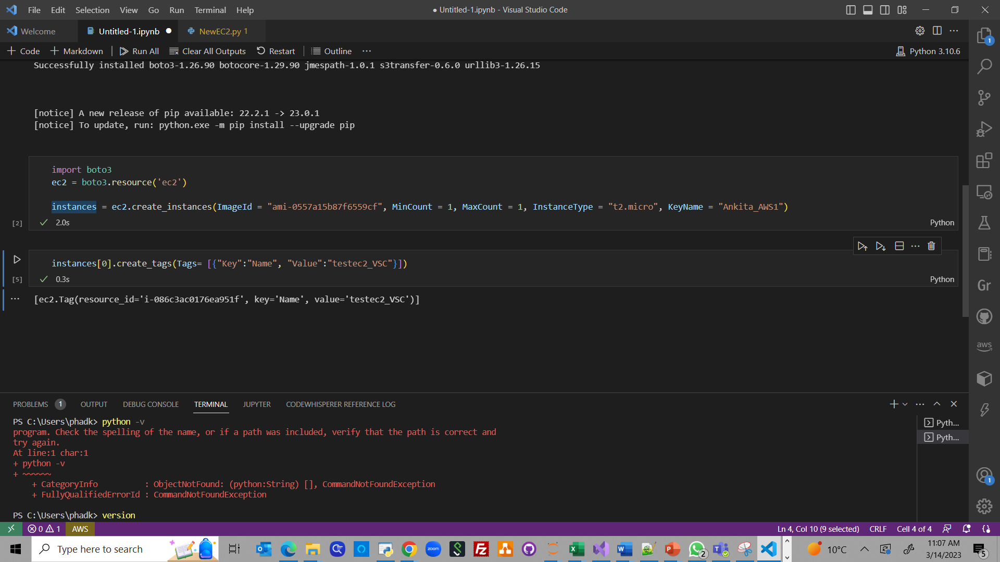 File Edit Selection View Go Run Terminal Help
● Untitled-1.ipynb - Visual Studio Code
Welcome
Untitled-1.ipynb ●
NewEC2.py 1
+ Code + Markdown Run All Clear All Outputs Restart Outline ...
Python 3.10.6
Successfully installed boto3-1.26.90 botocore-1.29.90 jmespath-1.0.1 s3transfer-0.6.0 urllib3-1.26.15
[notice] A new release of pip available: 22.2.1 -> 23.0.1
[notice] To update, run: python.exe -m pip install --upgrade pip
import boto3
ec2 = boto3.resource('ec2')
instances = ec2.create_instances(ImageId = "ami-0557a15b87f6559cf", MinCount = 1, MaxCount = 1, InstanceType = "t2.micro", KeyName = "Ankita_AWS1")
[2] ✓ 2.0s Python
instances[0].create_tags(Tags= [{"Key":"Name", "Value":"testec2_VSC"}])
[5] ✓ 0.3s Python
... [ec2.Tag(resource_id='i-086c3ac0176ea951f', key='Name', value='testec2_VSC')]
1
Gr
aws
1
PROBLEMS 1 OUTPUT DEBUG CONSOLE TERMINAL JUPYTER CODEWHISPERER REFERENCE LOG
PS C:\Users\phadk> python -v
program. Check the spelling of the name, or if a path was included, verify that the path is correct and
try again.
At line:1 char:1
+ python -v
+ ~~~~~~
+ CategoryInfo : ObjectNotFound: (python:String) [], CommandNotFoundException
+ FullyQualifiedErrorId : CommandNotFoundException
PS C:\Users\phadk> version
Pyth...
Pyth...
0 1 AWS
Ln 4, Col 10 (9 selected) CRLF Cell 4 of 4
Type here to search
zoom
2
10°C
11:07 AM
3/14/2023
5